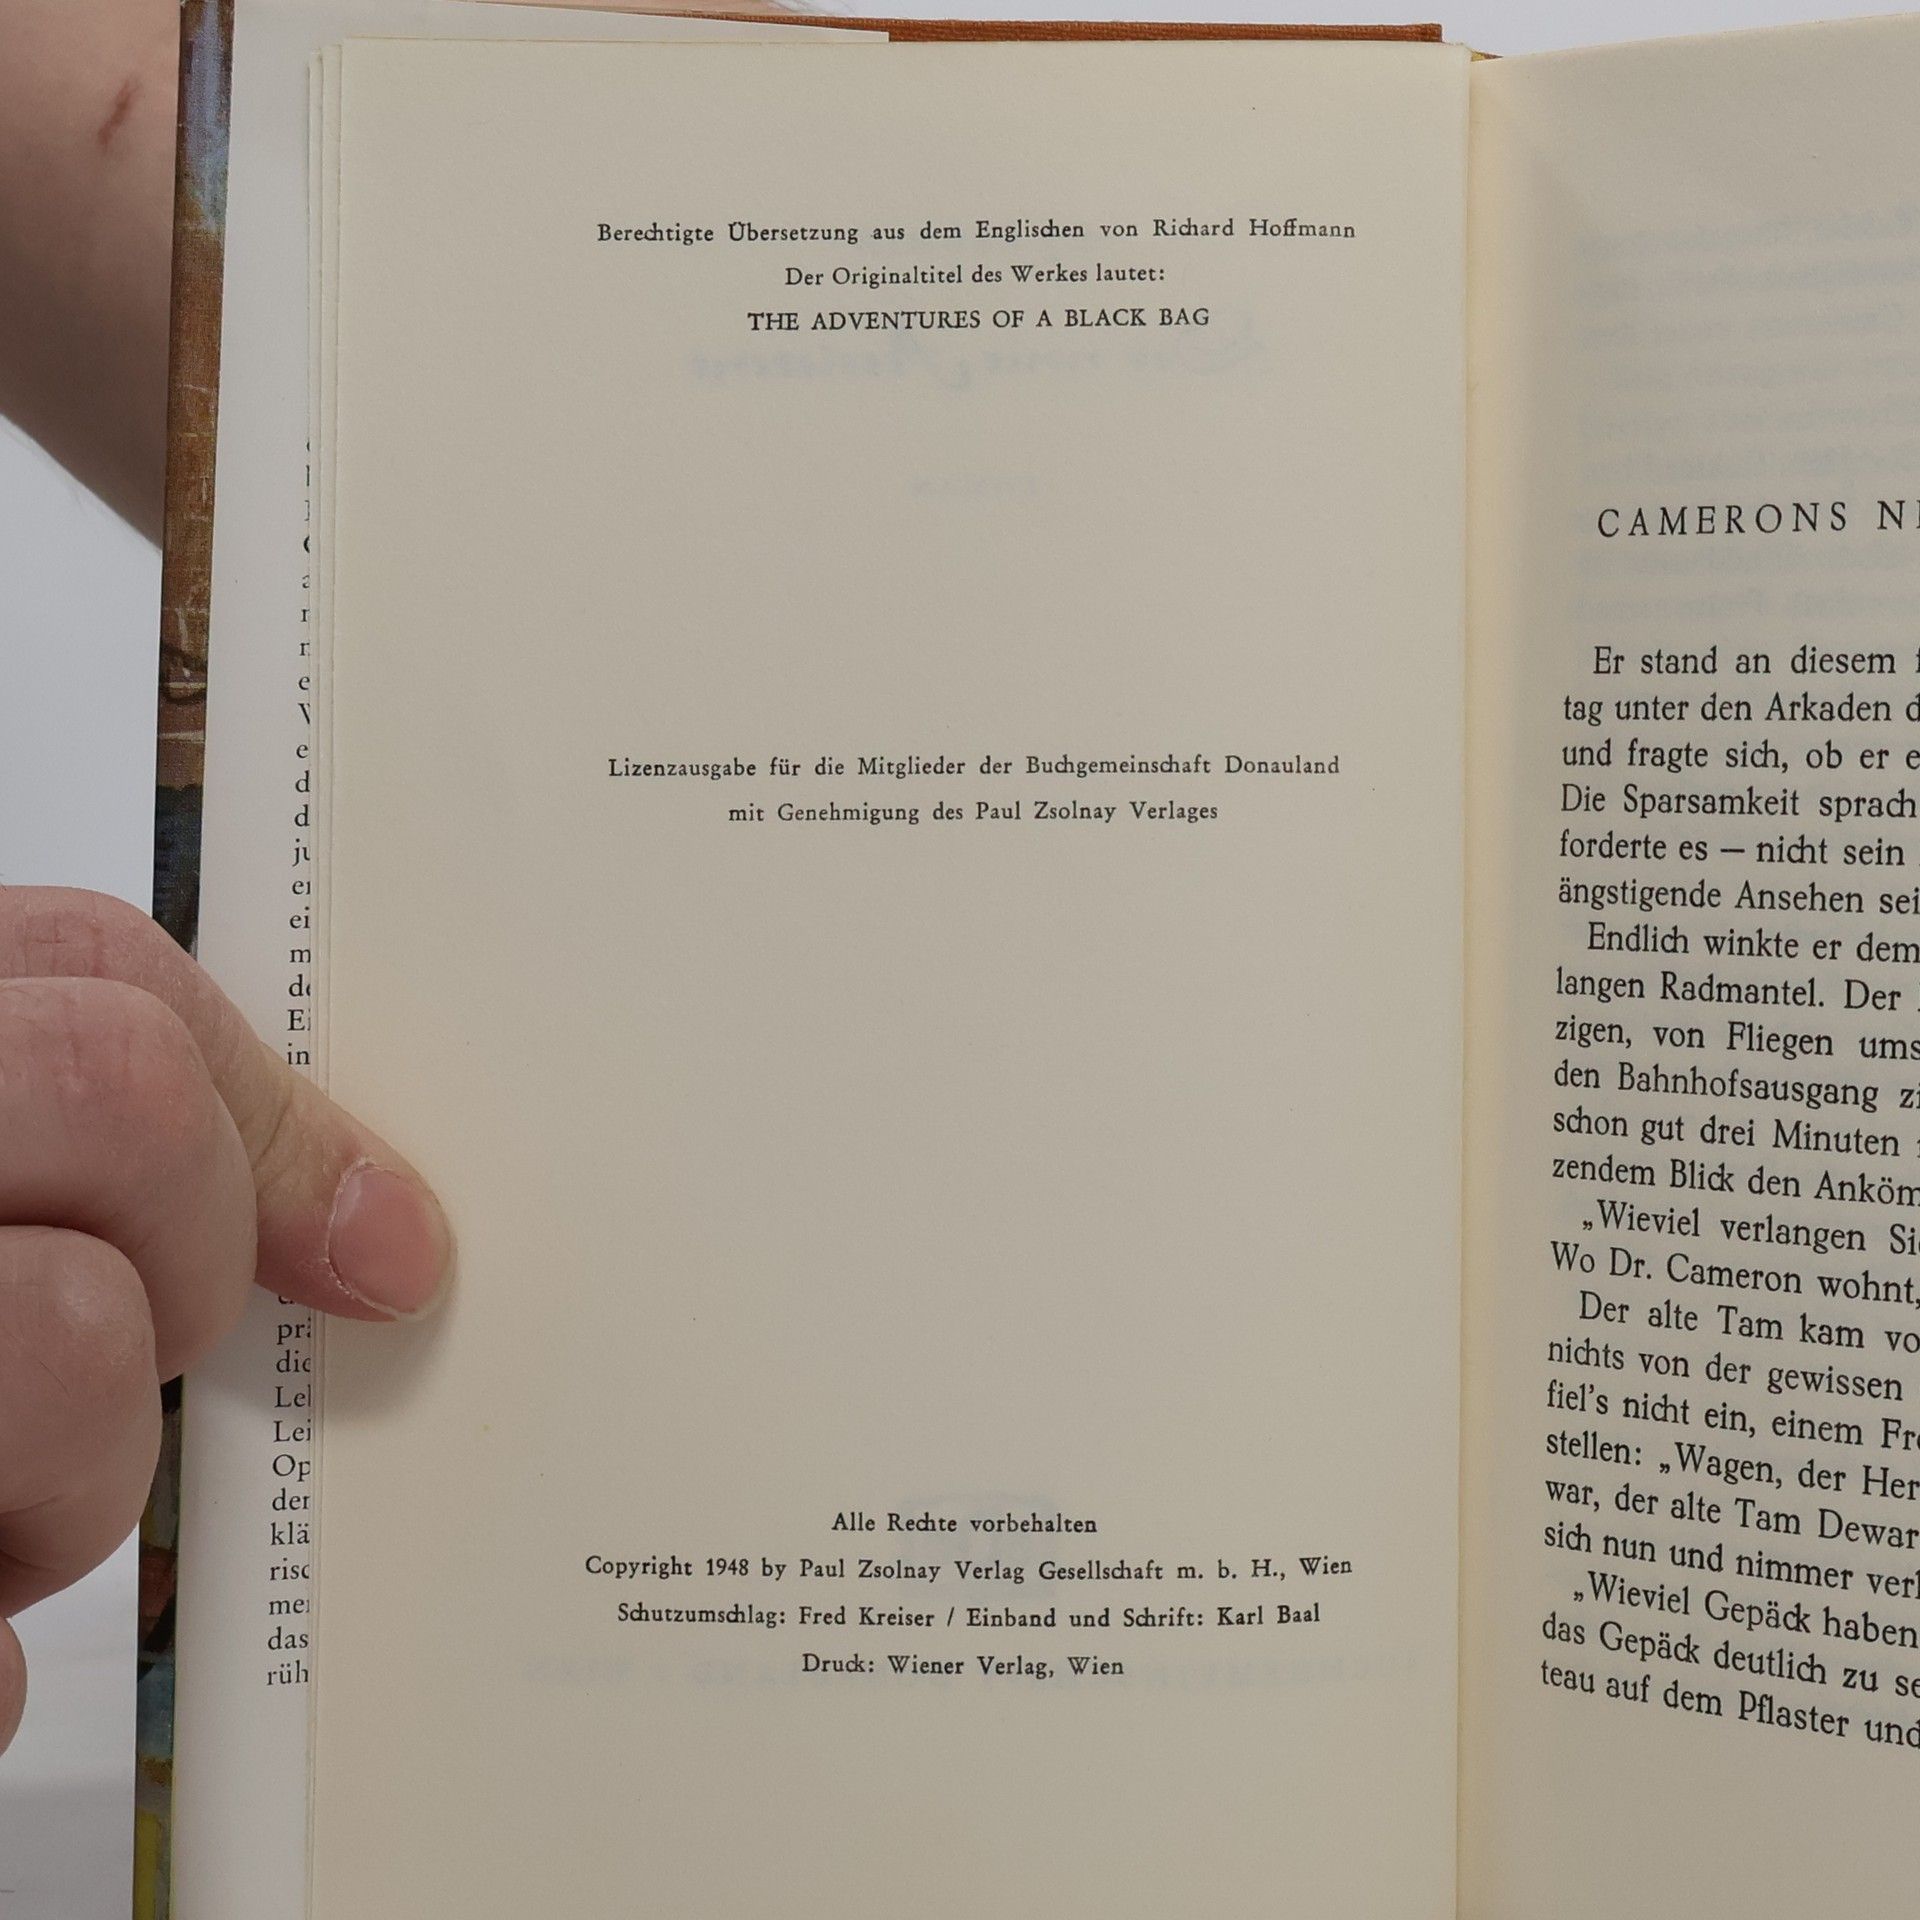 Berechtigte Übersetzung aus dem Englischen von Richard Hoffmann
Der Originaltitel des Werkes lautet:
THE ADVENTURES OF A BLACK BAG
Lizenzausgabe für die Mitglieder der Buchgemeinschaft Donauland
mit Genehmigung des Paul Zsolnay Verlages
Alle Rechte vorbehalten
Copyright 1948 by Paul Zsolnay Verlag Gesellschaft m. b. H., Wien
Schutzumschlag: Fred Kreiser / Einband und Schrift: Karl Baal
Druck: Wiener Verlag, Wien
CAMERONS
Er stand an diesem
tag unter den Arkaden
und fragte sich, ob er
Die Sparsamkeit sprach
forderte es — nicht sein
ängstigende Ansehen
Endlich winkte er dem
langen Radmantel. Der
zigen, von Fliegen
den Bahnhofsausgang
schon gut drei Minuten
zendem Blick den
„Wieviel verlangen
Wo Dr. Cameron wohnt,
Der alte Tam kam
nichts von der gewissen
fiel's nicht ein, einem
stellen: „Wagen, der
war, der alte Tam Dewar
sich nun und nimmer
„Wieviel Gepäck haben
das Gepäck deutlich zu
teau auf dem Pflaster und